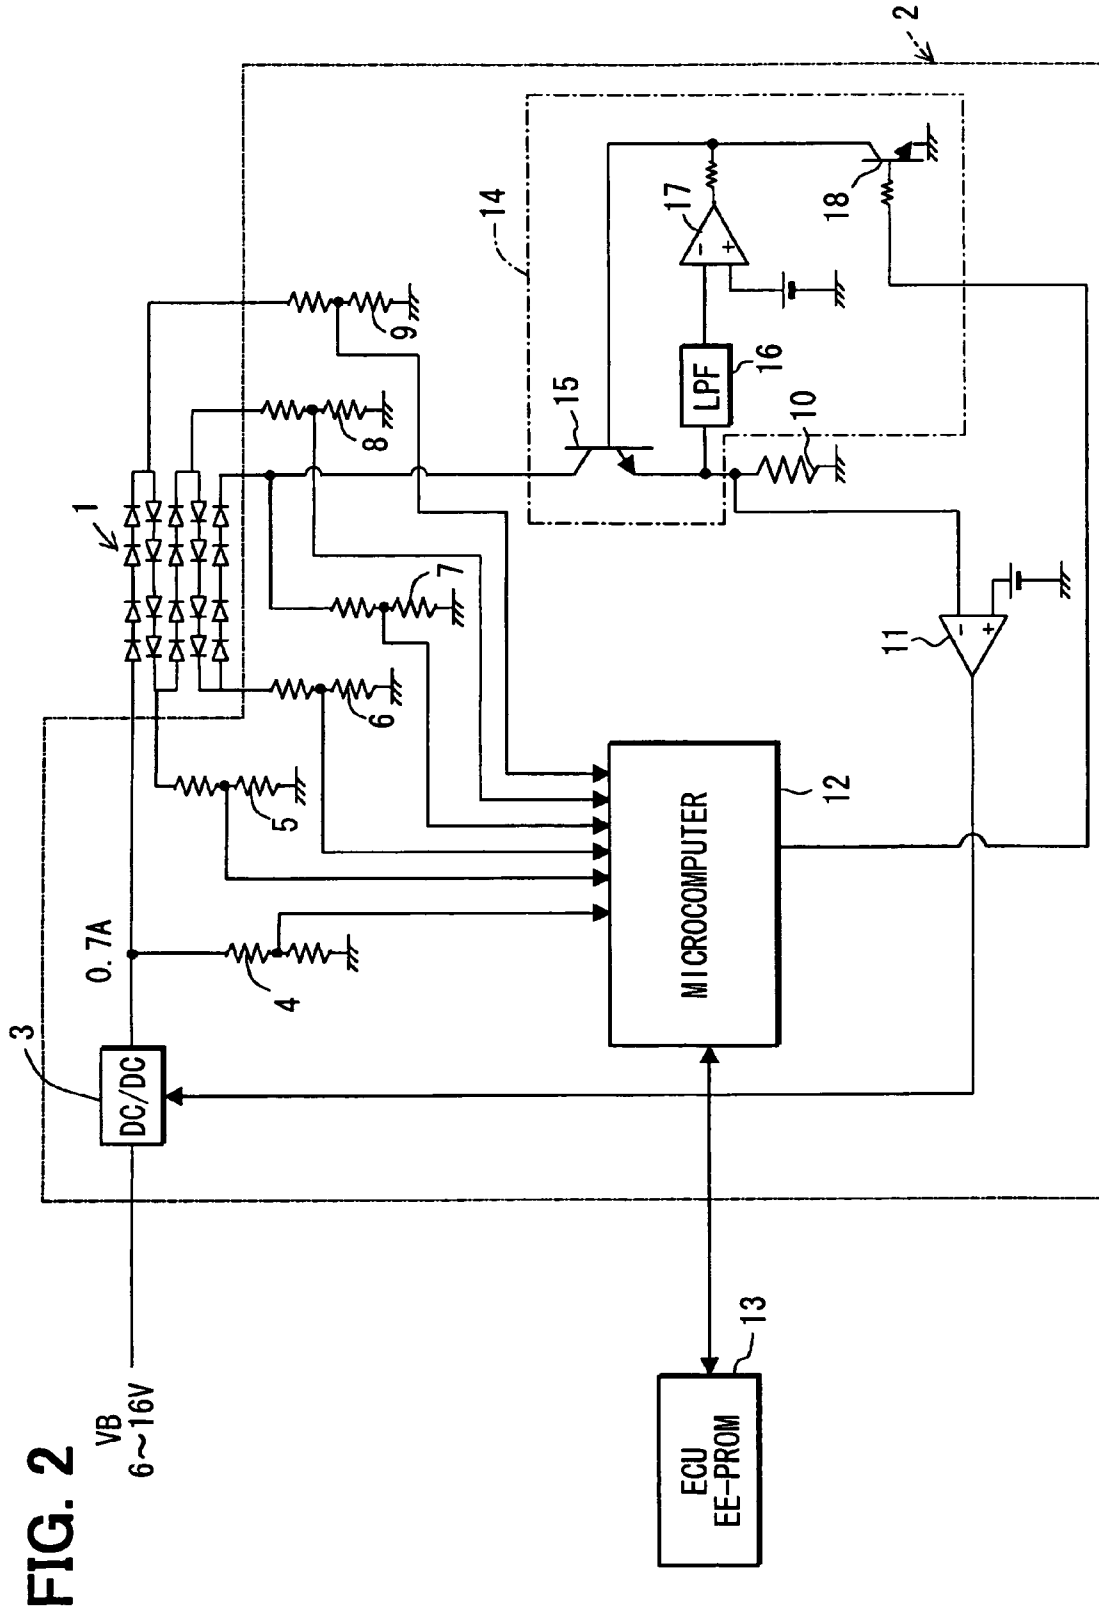 FIG. 2
VB
6～16V
3
DC/DC
0. 7A
1
2
4
5
6
7
8
9
14
15
LPF
16
17
18
10
11
MICROCOMPUTER
12
ECU
EE-PROM
13
−
+
−
+